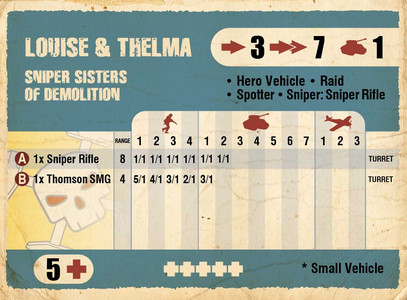 LOUISE & THELMA
3 7 1
SNIPER SISTERS
OF DEMOLITION
• Hero Vehicle • Raid
• Spotter • Sniper: Sniper Rifle
RANGE 1 2 3 4 1 2 3 4 5 6 7 1 2 3
A 1x Sniper Rifle 8 1/1 1/1 1/1 1/1 1/1 1/1 TURRET
B 1x Thomson SMG 4 5/1 4/1 3/1 2/1 3/1 TURRET
5
* Small Vehicle